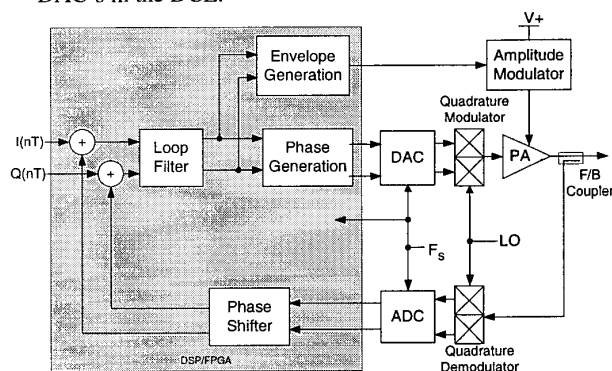 DAC's in the DCL.
V+
Envelope
Generation
Amplitude
Modulator
Quadrature
Modulator
I(nT)
+
Loop
Filter
Phase
Generation
DAC
PA
Q(nT)
+
F/B
Coupler
Fs
LO
Phase
Shifter
ADC
DSP/FPGA
Quadrature
Demodulator